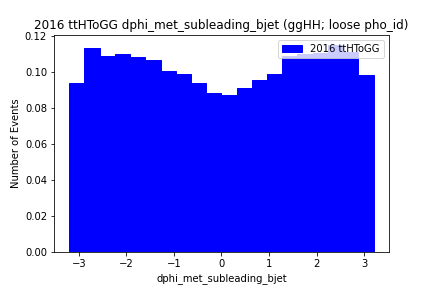 2016 ttHToGG dphi_met_subleading_bjet (ggHH; loose pho_id)
2016 ttHToGG
0.12
0.10
0.08
0.06
0.04
0.02
0.00
Number of Events
−3 −2 −1 0 1 2 3
dphi_met_subleading_bjet